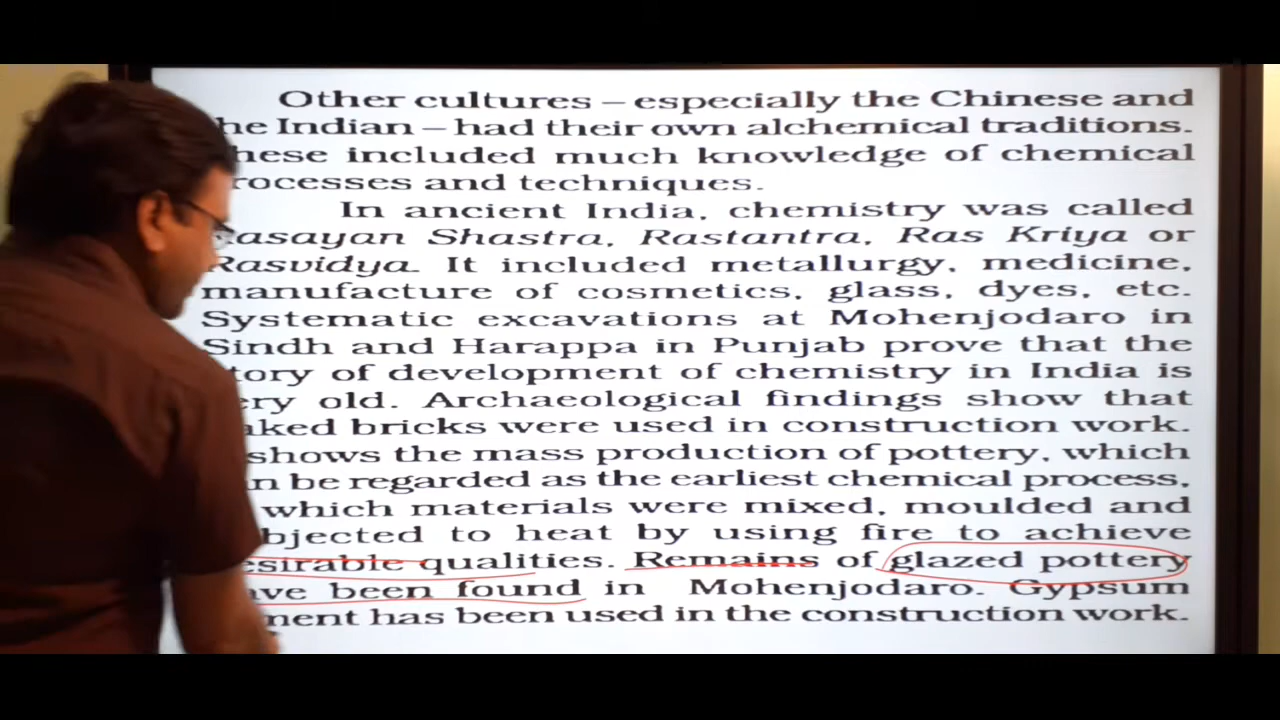 Other cultures – especially the Chinese and
he Indian – had their own alchemical traditions.
hese included much knowledge of chemical
rocesses and techniques.
In ancient India, chemistry was called
Rasayan Shastra, Rastantra, Ras Kriya or
Rasvidya. It included metallurgy, medicine,
manufacture of cosmetics, glass, dyes, etc.
Systematic excavations at Mohenjodaro in
Sindh and Harappa in Punjab prove that the
tory of development of chemistry in India is
ery old. Archaeological findings show that
aked bricks were used in construction work.
shows the mass production of pottery, which
n be regarded as the earliest chemical process,
which materials were mixed, moulded and
bjected to heat by using fire to achieve
esirable qualities. Remains of glazed pottery
ve been found in Mohenjodaro. Gypsum
ment has been used in the construction work.